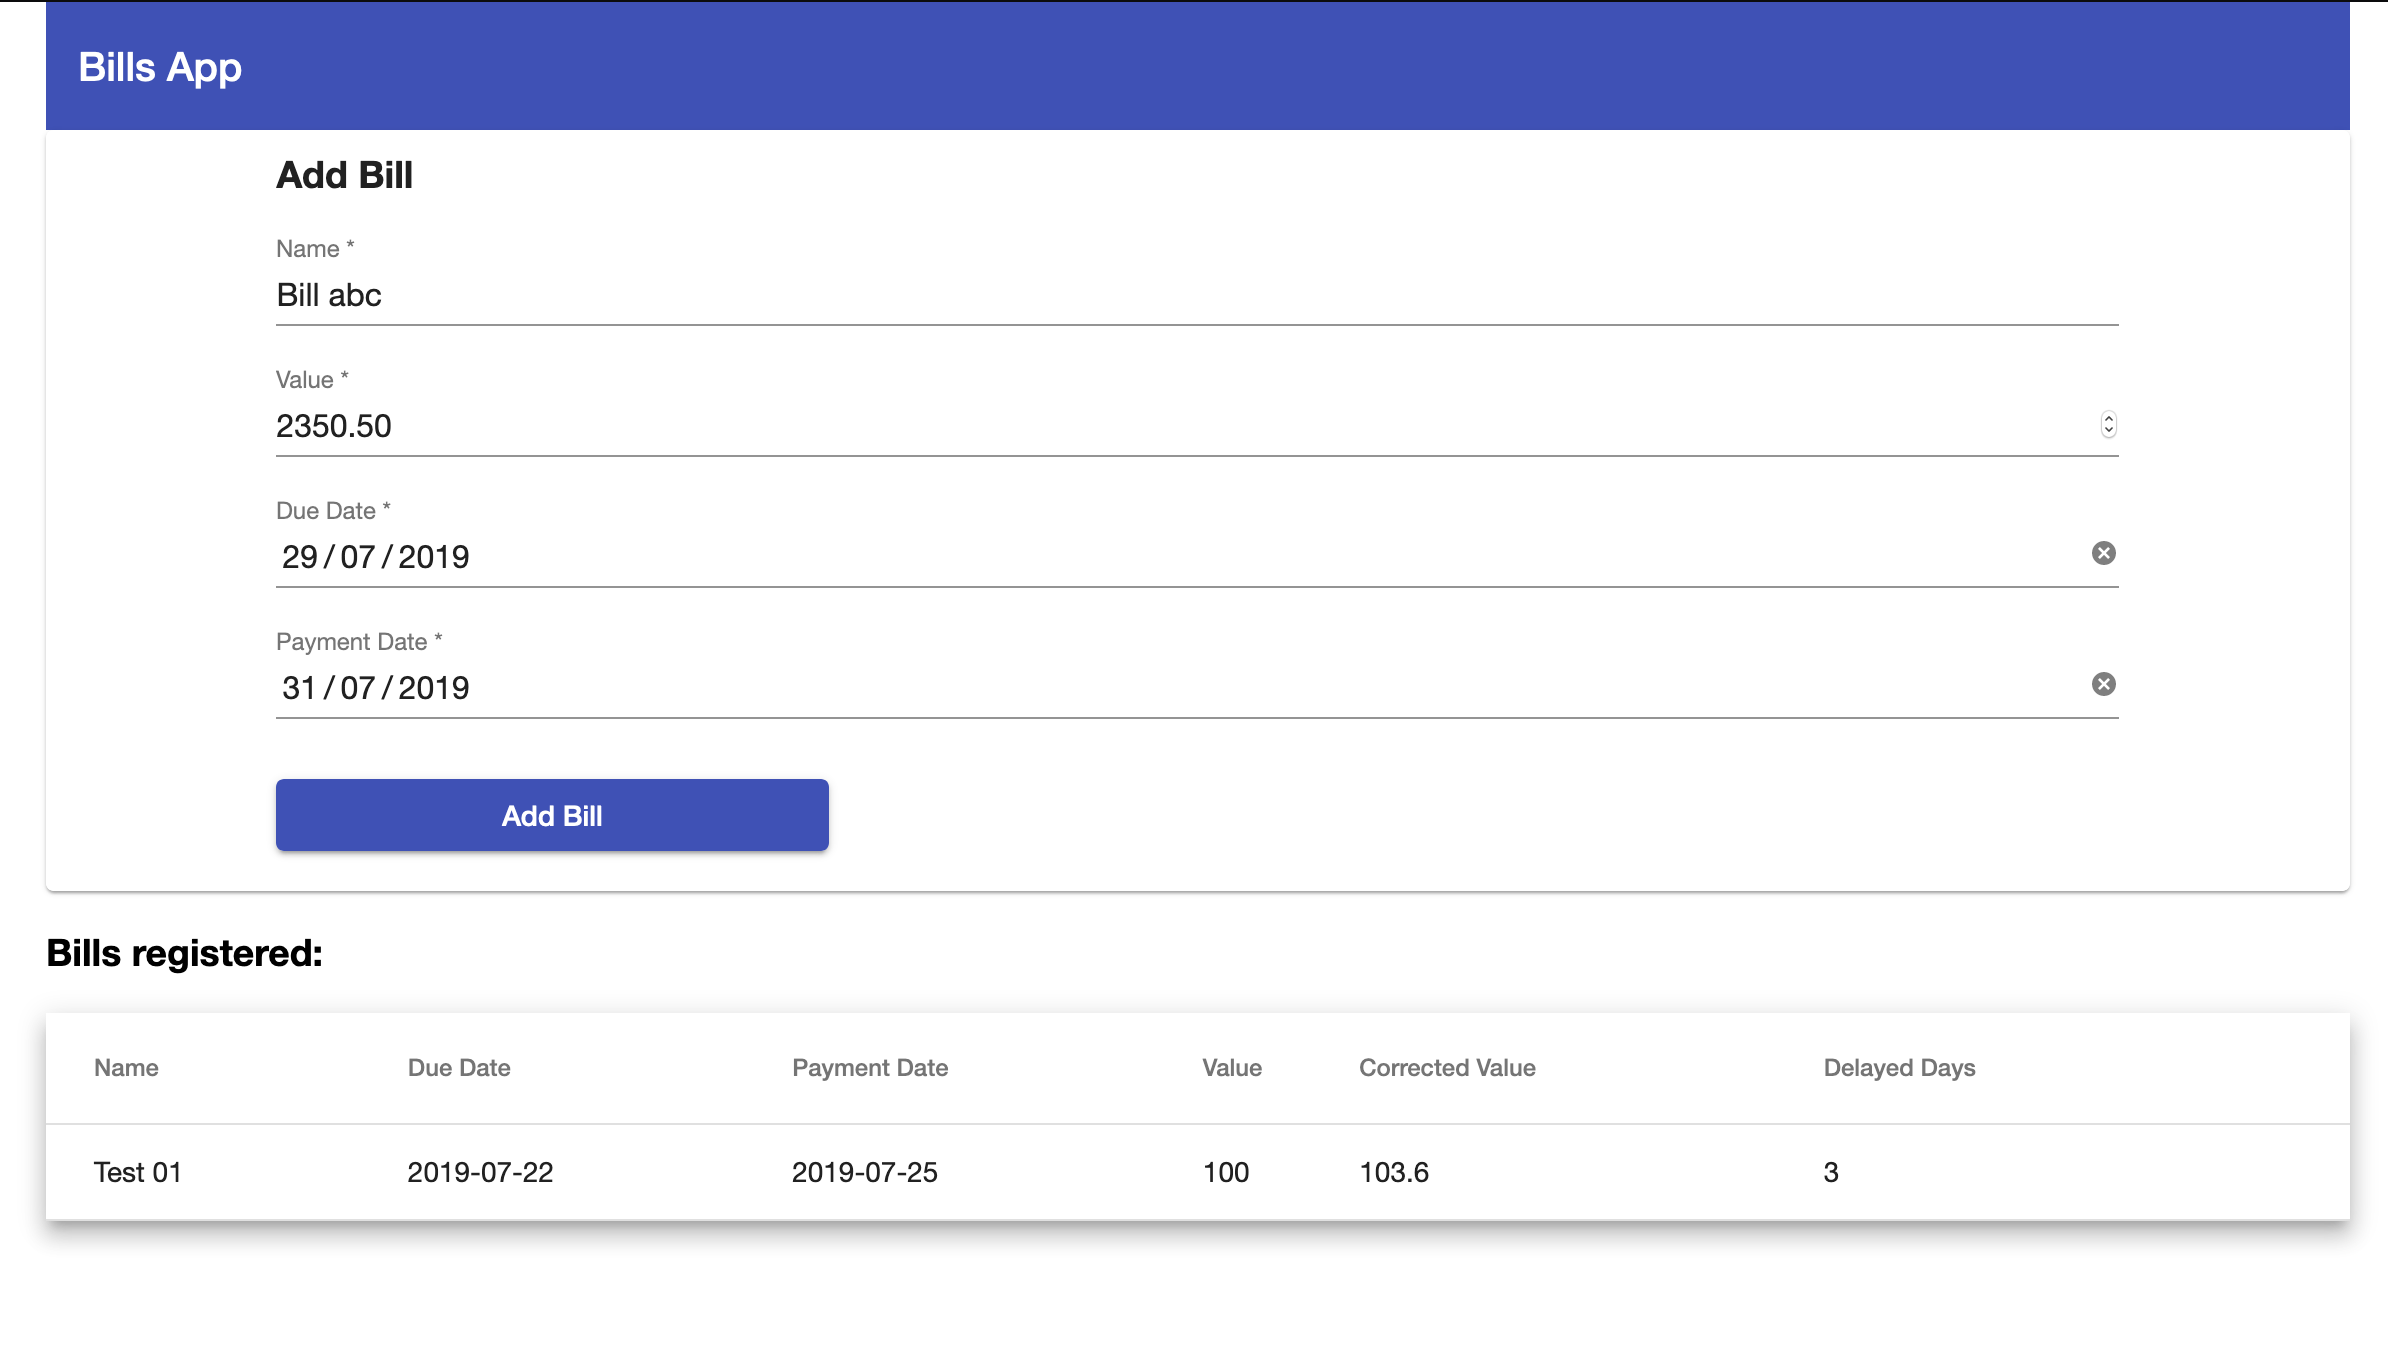 Bills App
Add Bill
Name *
Bill abc
Value *
2350.50
Due Date *
29/07/2019
Payment Date *
31/07/2019
Add Bill
Bills registered:
Name Due Date Payment Date Value Corrected Value Delayed Days
Test 01 2019-07-22 2019-07-25 100 103.6 3